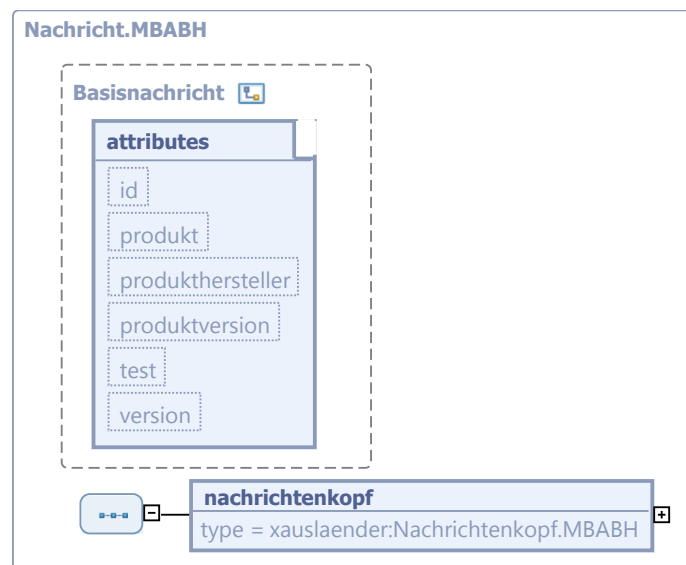 Nachricht.MBABH
Basisnachricht
attributes
id
produkt
produkthersteller
produktversion
test
version
nachrichtenkopf
type = xauslaender:Nachrichtenkopf.MBABH